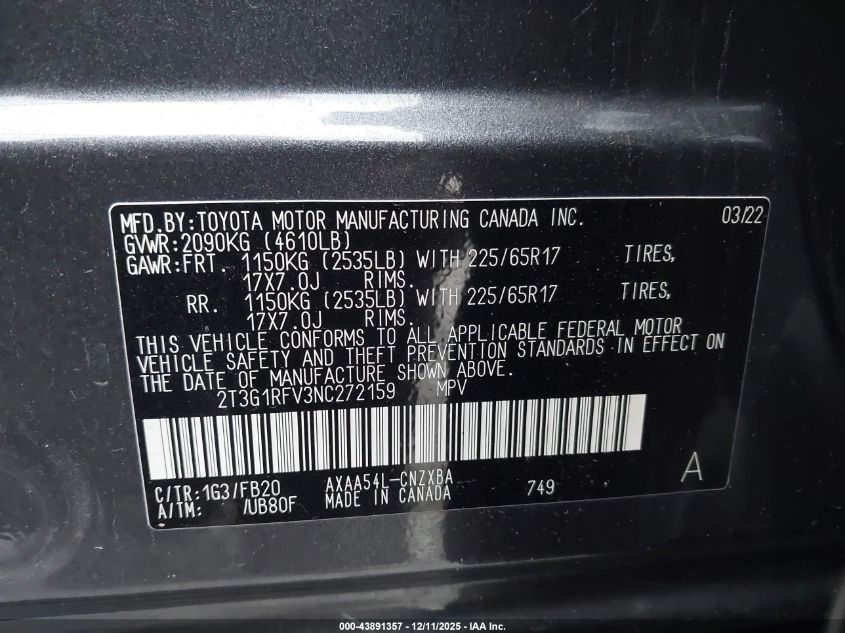 MFD.BY:TOYOTA MOTOR MANUFACTURING CANADA INC. 03/22
GVWR:2090KG (4610LB)
GAWR:FRT. 1150KG (2535LB) WITH 225/65R17 TIRES,
17X7.0J RIMS.
RR. 1150KG (2535LB) WITH 225/65R17 TIRES,
17X7.0J RIMS.
THIS VEHICLE CONFORMS TO ALL APPLICABLE FEDERAL MOTOR
VEHICLE SAFETY AND THEFT PREVENTION STANDARDS IN EFFECT ON
THE DATE OF MANUFACTURE SHOWN ABOVE.
2T3G1RFV3NC272159 MPV
C/TR:1G3/FB20 AXAA54L-CNZXBA 749 A
A/TM: /UB80F MADE IN CANADA
000-43891357 - 12/11/2025 - IAA Inc.